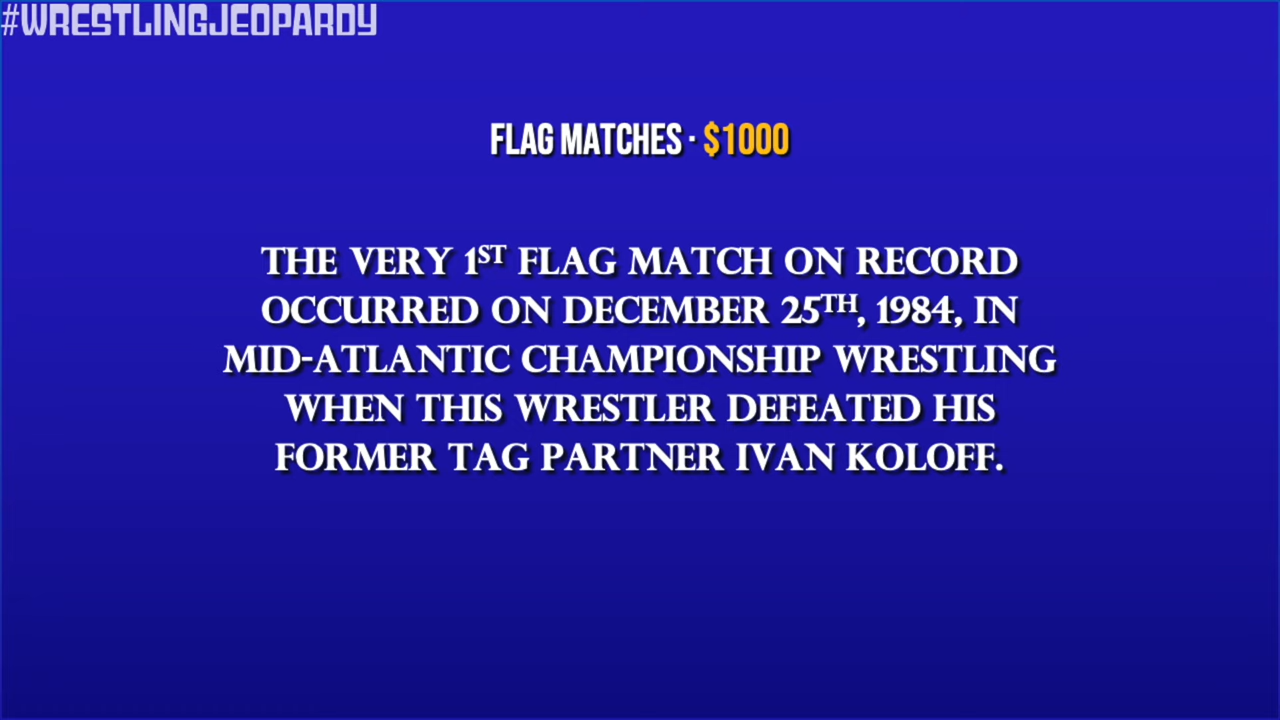 #WRESTLINGJEOPARDY
FLAG MATCHES · $1000
THE VERY 1ST FLAG MATCH ON RECORD
OCCURRED ON DECEMBER 25TH, 1984, IN
MID-ATLANTIC CHAMPIONSHIP WRESTLING
WHEN THIS WRESTLER DEFEATED HIS
FORMER TAG PARTNER IVAN KOLOFF.